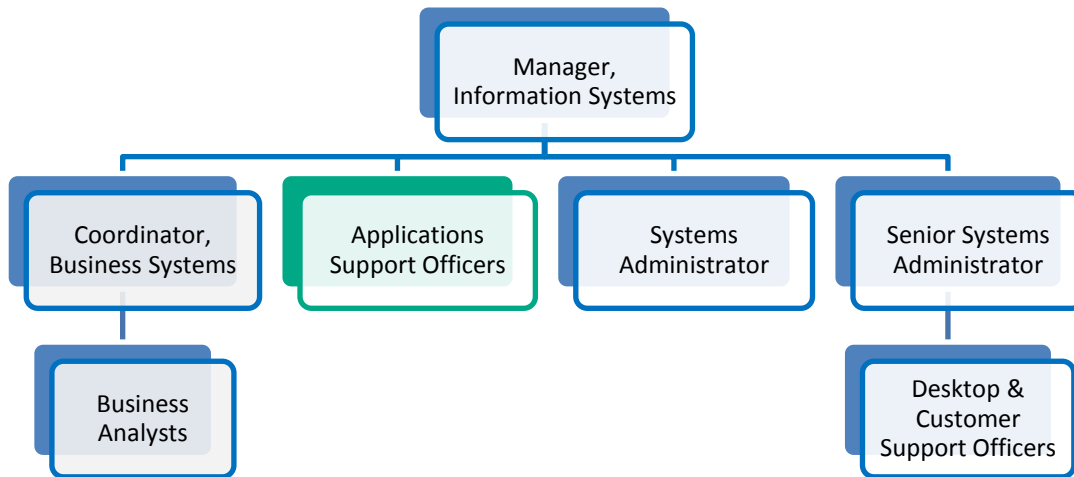 Manager,
Information Systems
Coordinator,
Business Systems
Applications
Support Officers
Systems
Administrator
Senior Systems
Administrator
Business
Analysts
Desktop &
Customer
Support Officers